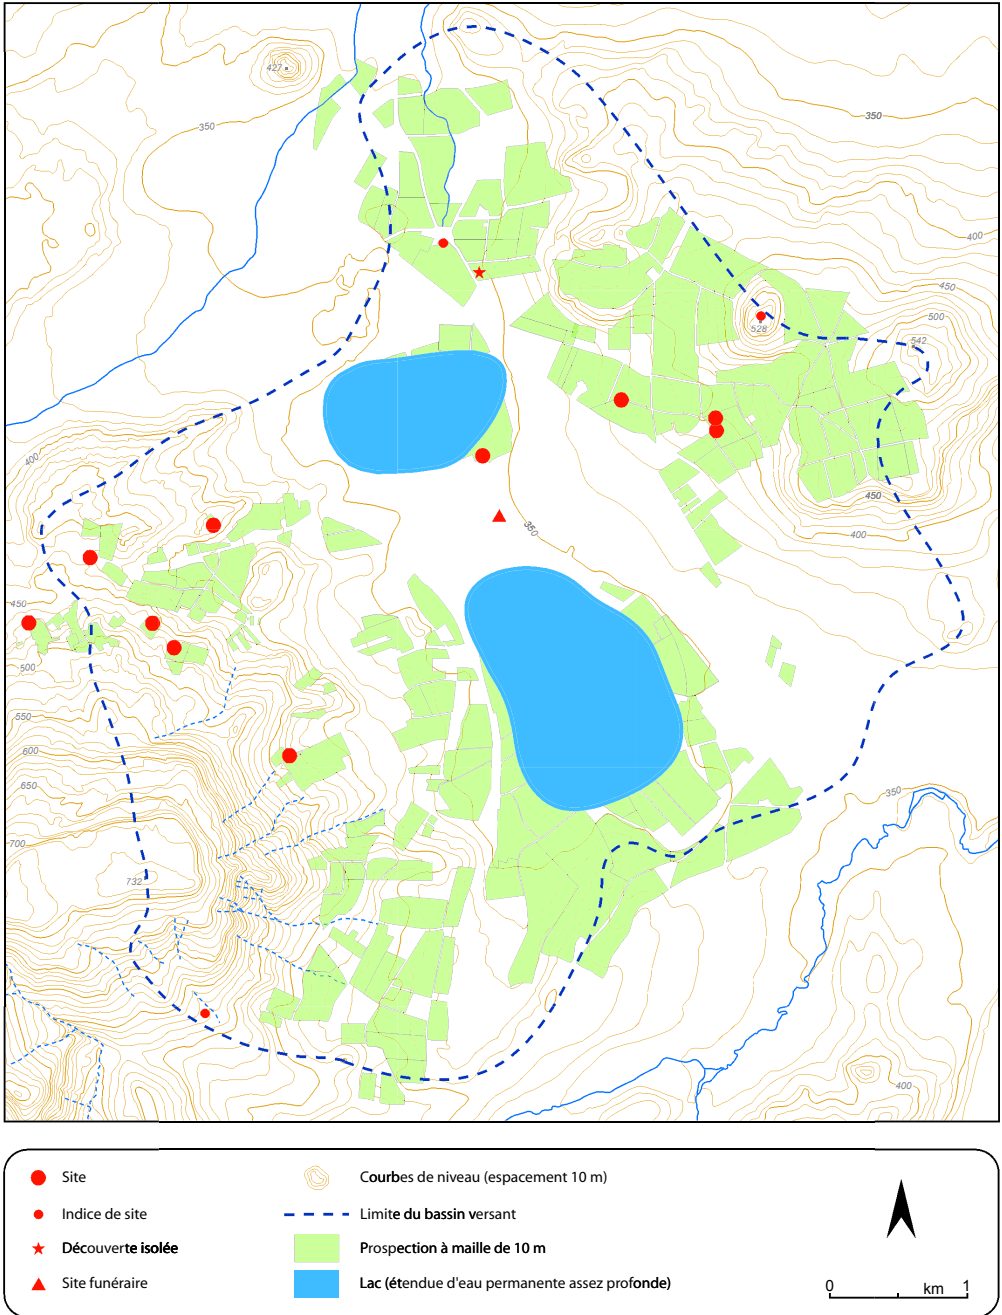 427
350
350
400
450
500
528
542
400
450
350
400
450
500
550
600
650
350
700
732
400
Site
Courbes de niveau (espacement 10 m)
Indice de site
Limite du bassin versant
Découverte isolée
Prospection à maille de 10 m
Site funéraire
Lac (étendue d'eau permanente assez profonde)
0 km 1